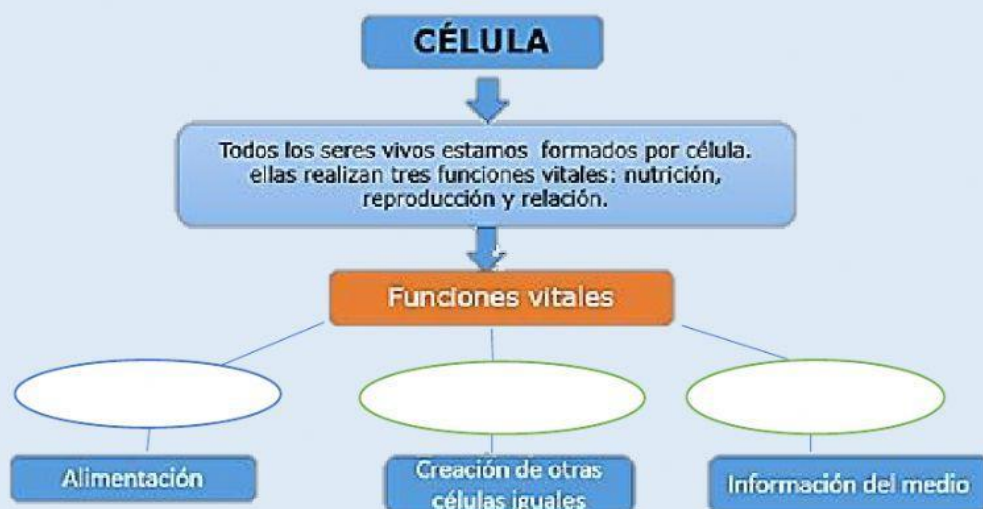 CÉLULA
Todos los seres vivos estamos formados por célula.
ellas realizan tres funciones vitales: nutrición,
reproducción y relación.
Funciones vitales
Alimentación
Creación de otras
células iguales
Información del medio